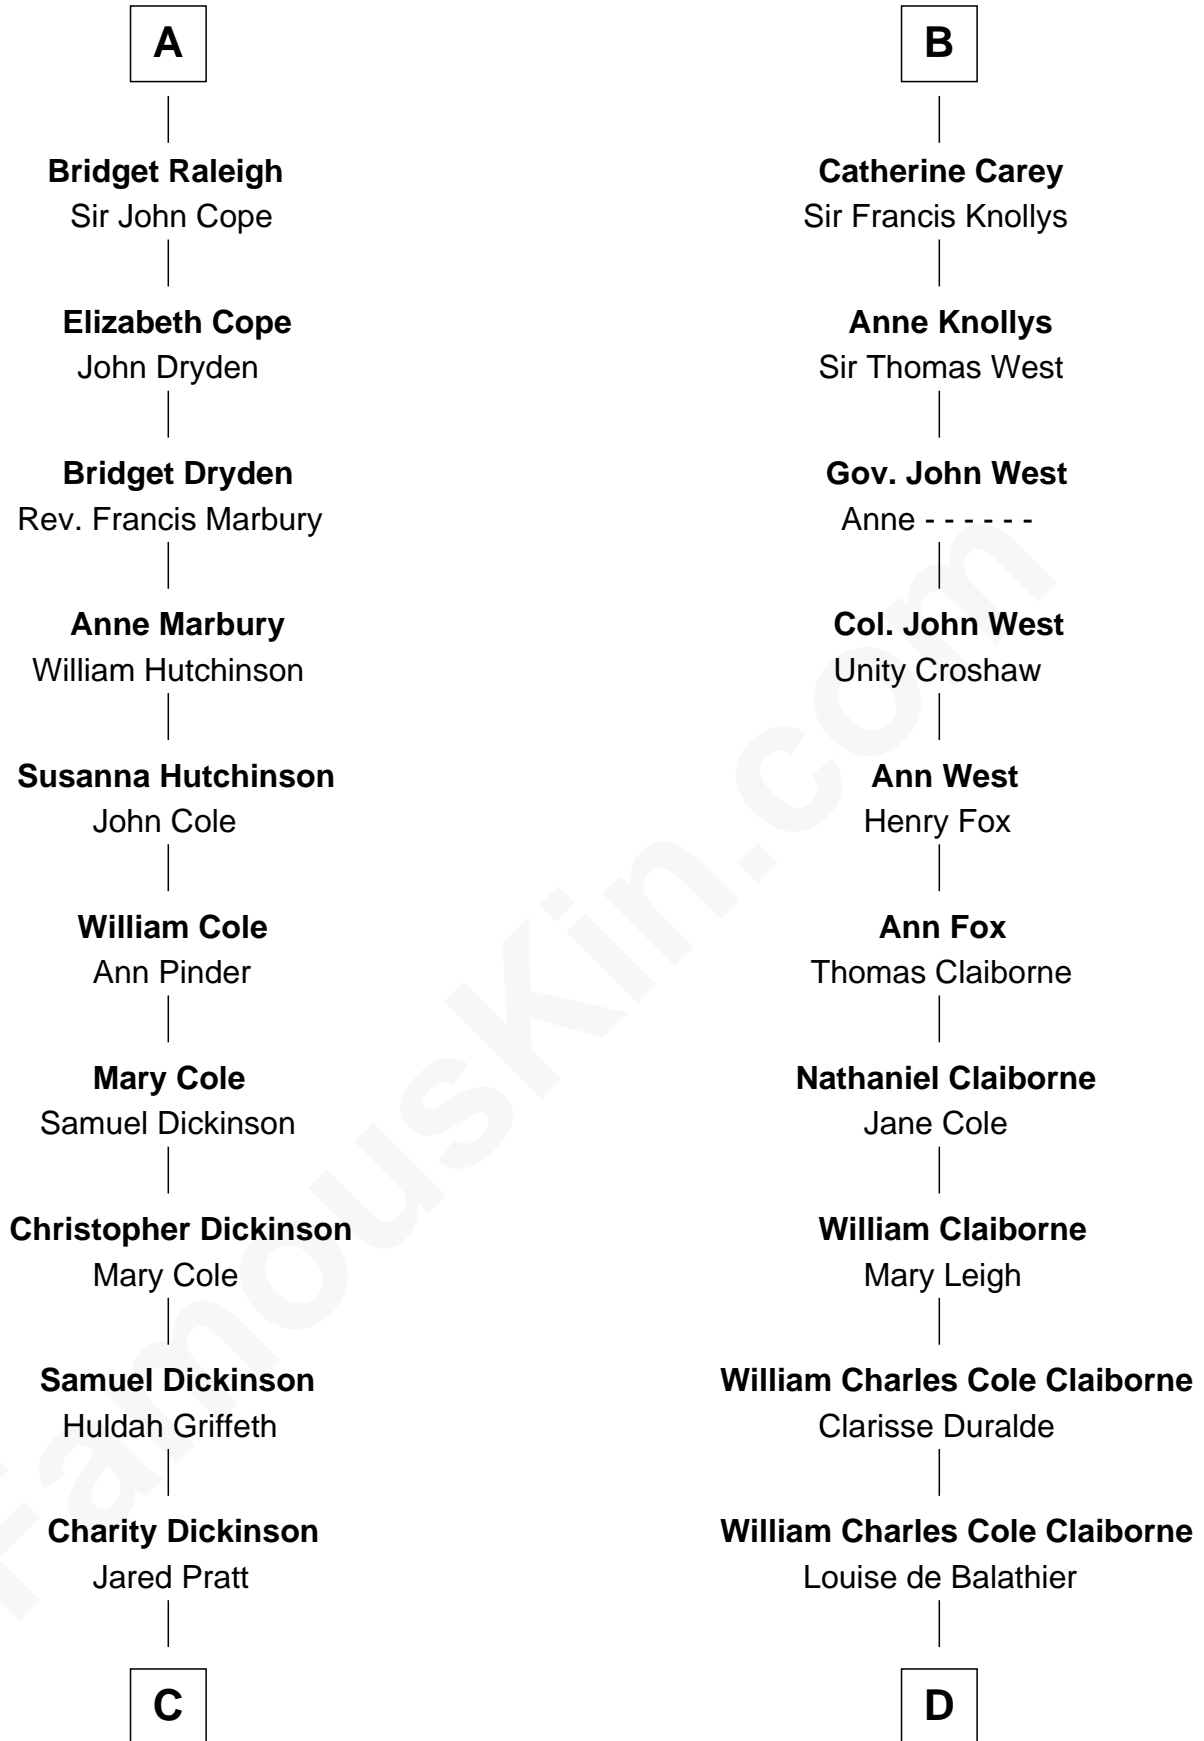 A
Bridget Raleigh
Sir John Cope
Elizabeth Cope
John Dryden
Bridget Dryden
Rev. Francis Marbury
Anne Marbury
William Hutchinson
Susanna Hutchinson
John Cole
William Cole
Ann Pinder
Mary Cole
Samuel Dickinson
Christopher Dickinson
Mary Cole
Samuel Dickinson
Huldah Griffeth
Charity Dickinson
Jared Pratt
C
B
Catherine Carey
Sir Francis Knollys
Anne Knollys
Sir Thomas West
Gov. John West
Anne - - - - - -
Col. John West
Unity Croshaw
Ann West
Henry Fox
Ann Fox
Thomas Claiborne
Nathaniel Claiborne
Jane Cole
William Claiborne
Mary Leigh
William Charles Cole Claiborne
Clarisse Duralde
William Charles Cole Claiborne
Louise de Balathier
D
FamousKin.com